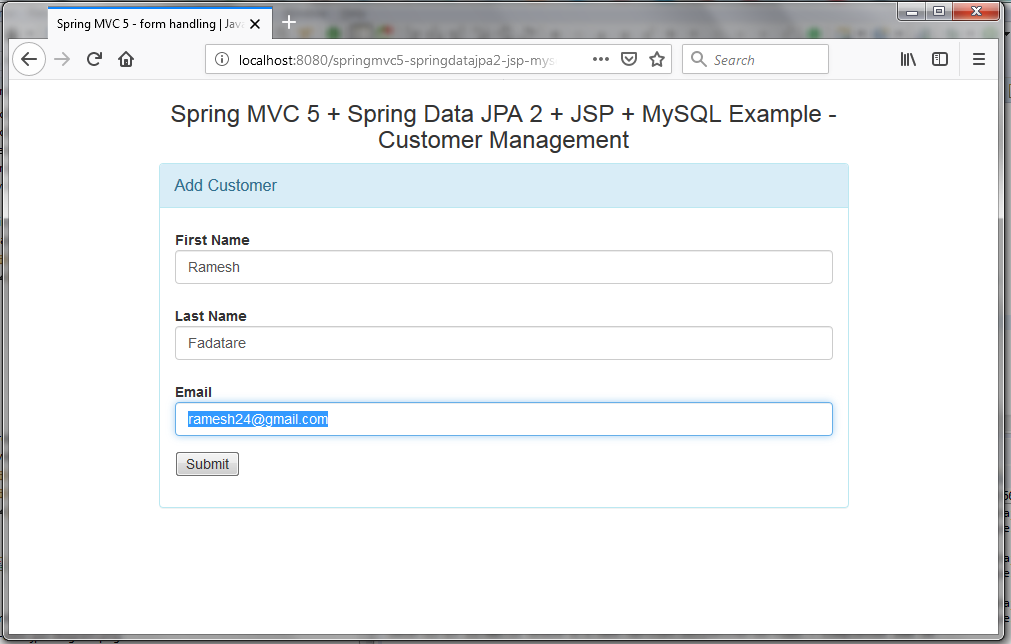 Spring MVC 5 - form handling | Java
localhost:8080/springmvc5-springdatajpa2-jsp-mys
Search
Spring MVC 5 + Spring Data JPA 2 + JSP + MySQL Example -
Customer Management
Add Customer
First Name
Ramesh
Last Name
Fadatare
Email
ramesh24@gmail.com
Submit